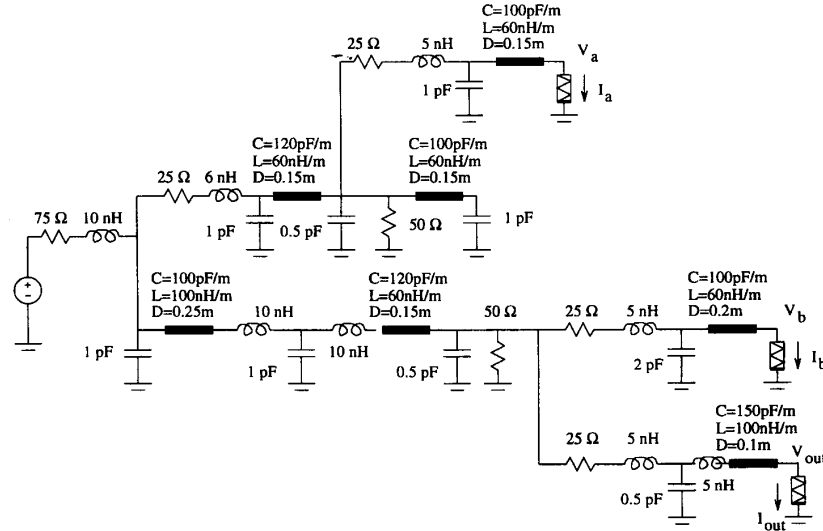 C=100pF/m
L=60nH/m
D=0.15m
25 Ω
5 nH
V a
1 pF
I a
C=120pF/m
L=60nH/m
D=0.15m
C=100pF/m
L=60nH/m
D=0.15m
25 Ω
6 nH
75 Ω
10 nH
1 pF
0.5 pF
50 Ω
1 pF
+
−
C=100pF/m
L=100nH/m
D=0.25m
10 nH
C=120pF/m
L=60nH/m
D=0.15m
50 Ω
25 Ω
5 nH
C=100pF/m
L=60nH/m
D=0.2m
V b
1 pF
1 pF
10 nH
0.5 pF
2 pF
I b
25 Ω
5 nH
C=150pF/m
L=100nH/m
D=0.1m
V out
0.5 pF
5 nH
I out